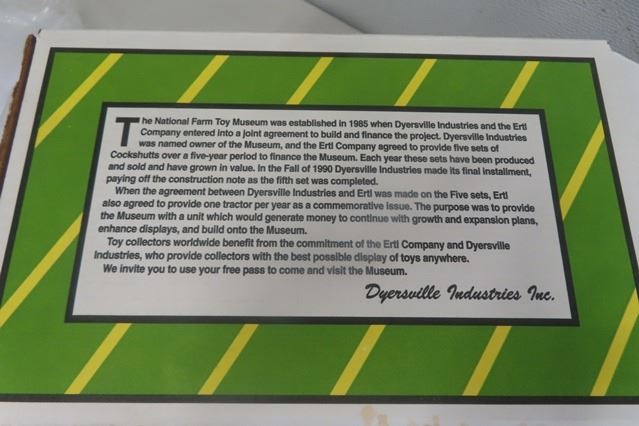 The National Farm Toy Museum was established in 1985 when Dyersville Industries and the Ertl
Company entered into a joint agreement to build and finance the project. Dyersville Industries
was named owner of the Museum, and the Ertl Company agreed to provide five sets of
Cockshutts over a five-year period to finance the Museum. Each year these sets have been produced
and sold and have grown in value. In the Fall of 1990 Dyersville Industries made its final installment,
paying off the construction note as the fifth set was completed.
When the agreement between Dyersville Industries and Ertl was made on the Five sets, Ertl
also agreed to provide one tractor per year as a commemorative issue. The purpose was to provide
the Museum with a unit which would generate money to continue with growth and expansion plans,
enhance displays, and build onto the Museum.
Toy collectors worldwide benefit from the commitment of the Ertl Company and Dyersville
Industries, who provide collectors with the best possible display of toys anywhere.
We invite you to use your free pass to come and visit the Museum.
Dyersville Industries Inc.